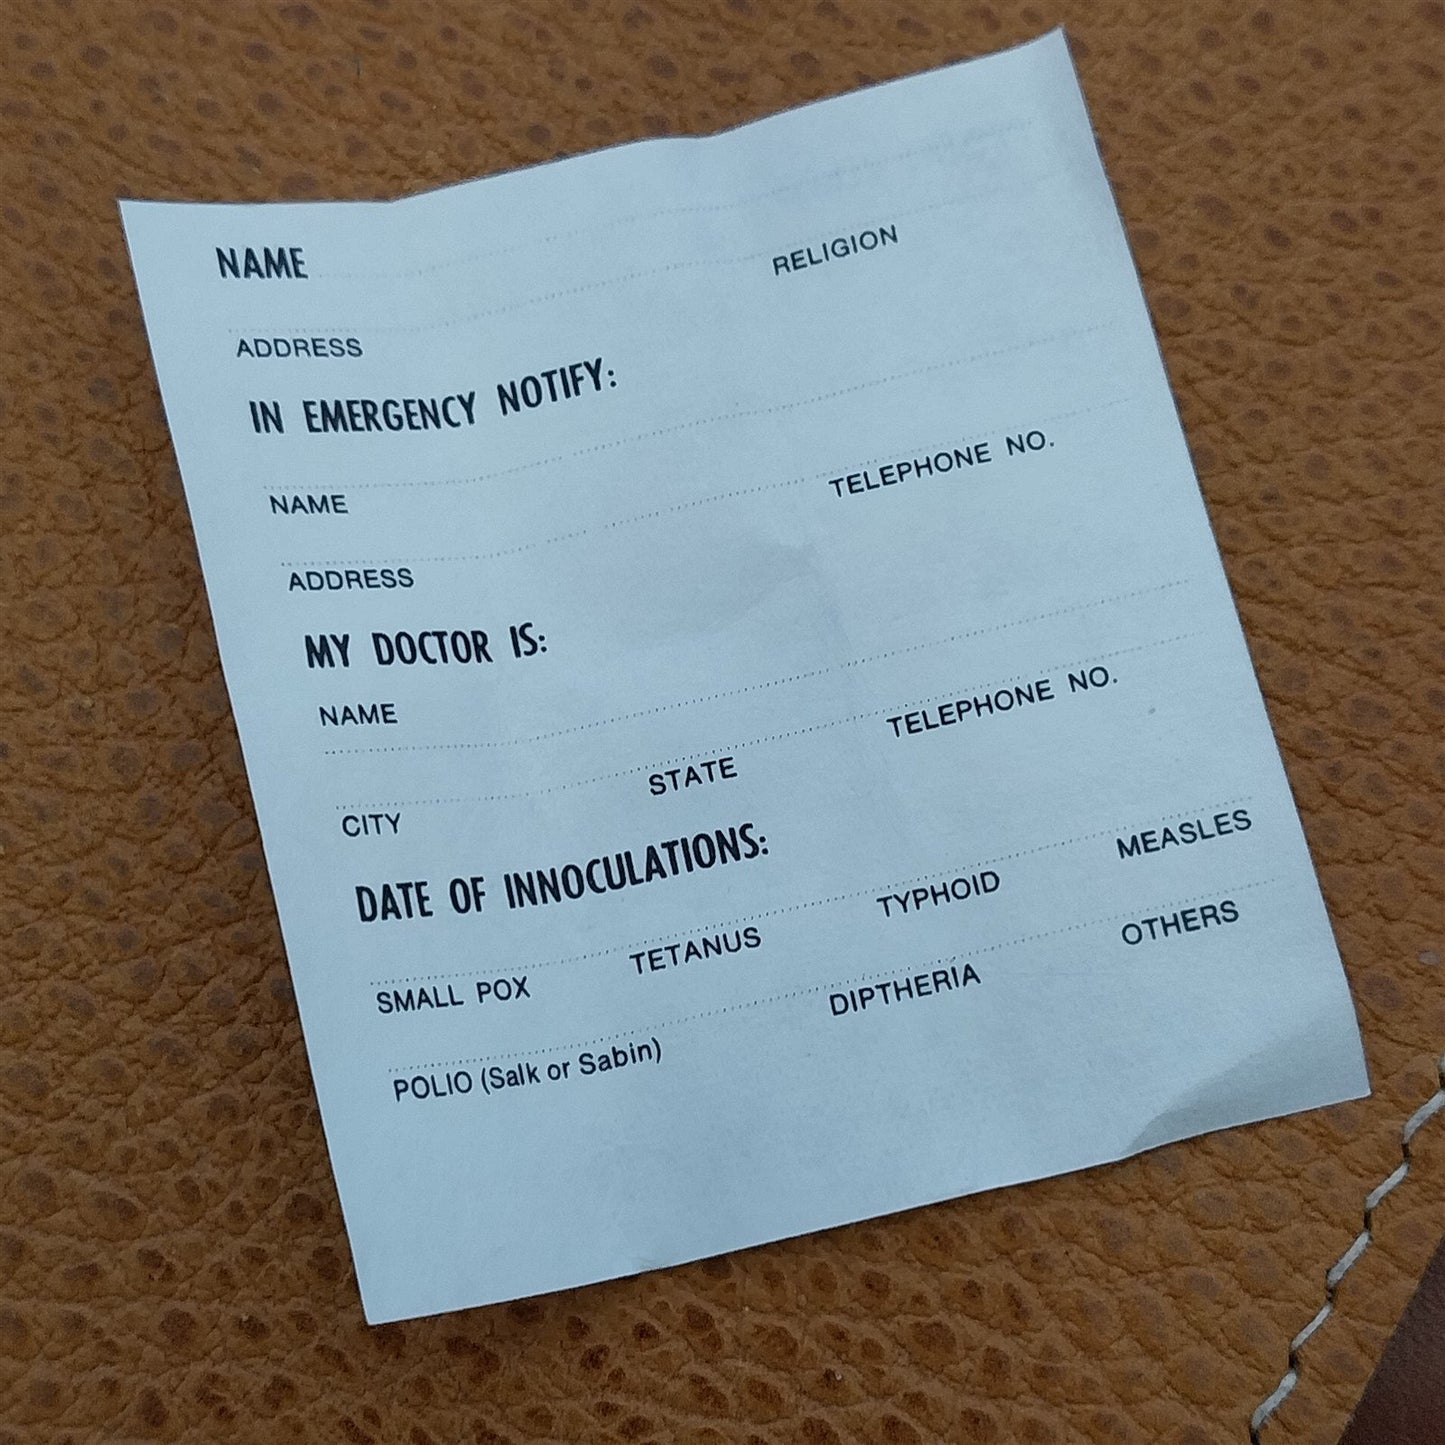 NAME
ADDRESS RELIGION
IN EMERGENCY NOTIFY:
NAME
ADDRESS TELEPHONE NO.
MY DOCTOR IS:
NAME
CITY STATE TELEPHONE NO.
DATE OF INNOCULATIONS:
SMALL POX TETANUS TYPHOID MEASLES
POLIO (Salk or Sabin) DIPTHERIA OTHERS